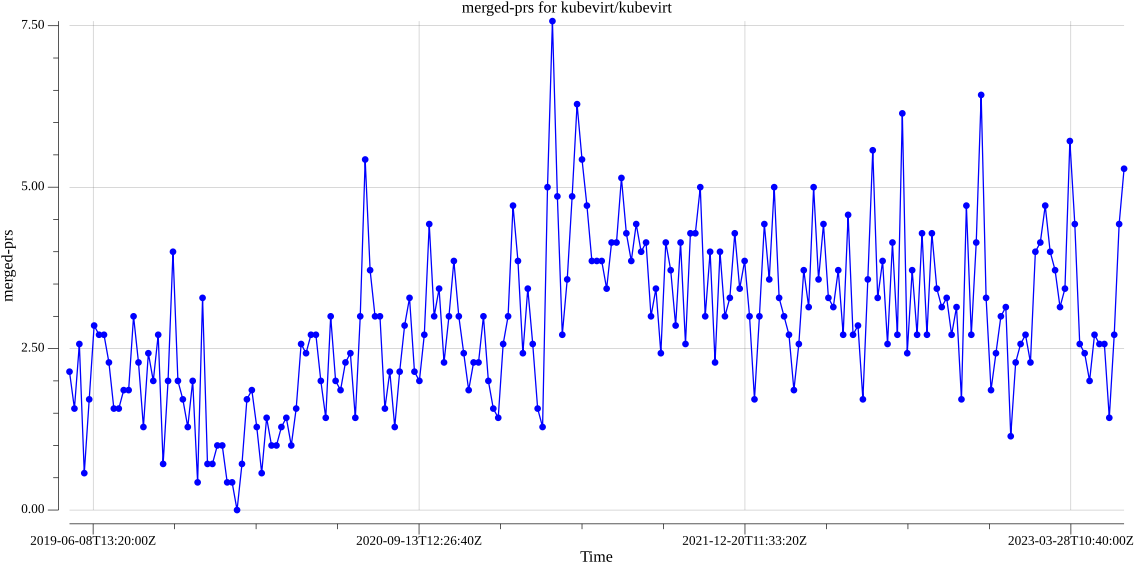 merged-prs for kubevirt/kubevirt
7.50
5.00
merged-prs
2.50
0.00
2019-06-08T13:20:00Z 2020-09-13T12:26:40Z 2021-12-20T11:33:20Z 2023-03-28T10:40:00Z
Time